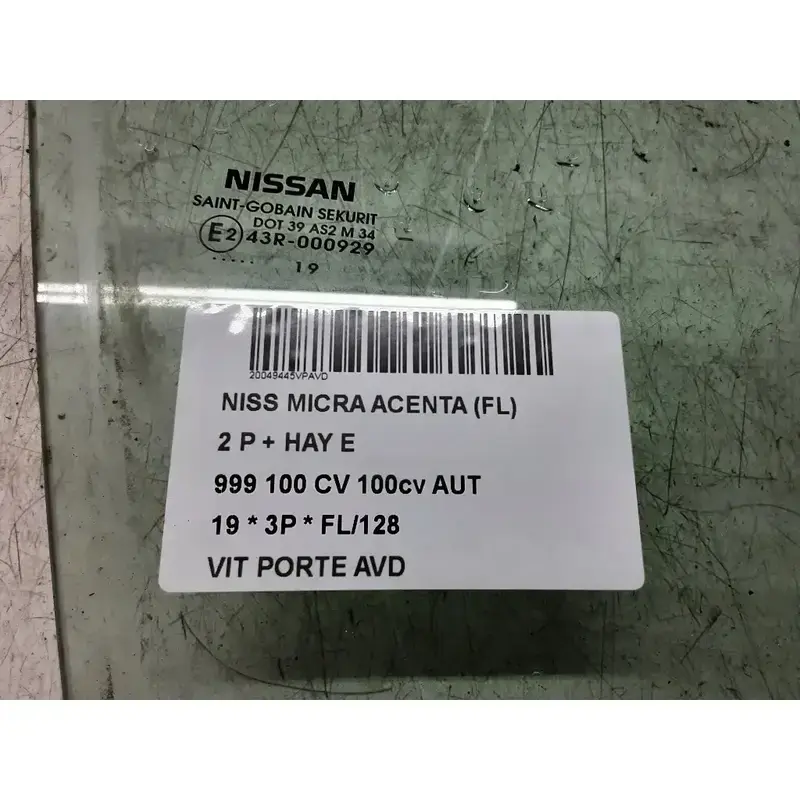 NISSAN
SAINT-GOBAIN SEKURIT
DOT 39 AS2 M 34
E2 43R-000929
..... 19
20049445VPAVD
NISS MICRA ACENTA (FL)
2 P + HAY E
999 100 CV 100cv AUT
19 * 3P * FL/128
VIT PORTE AVD